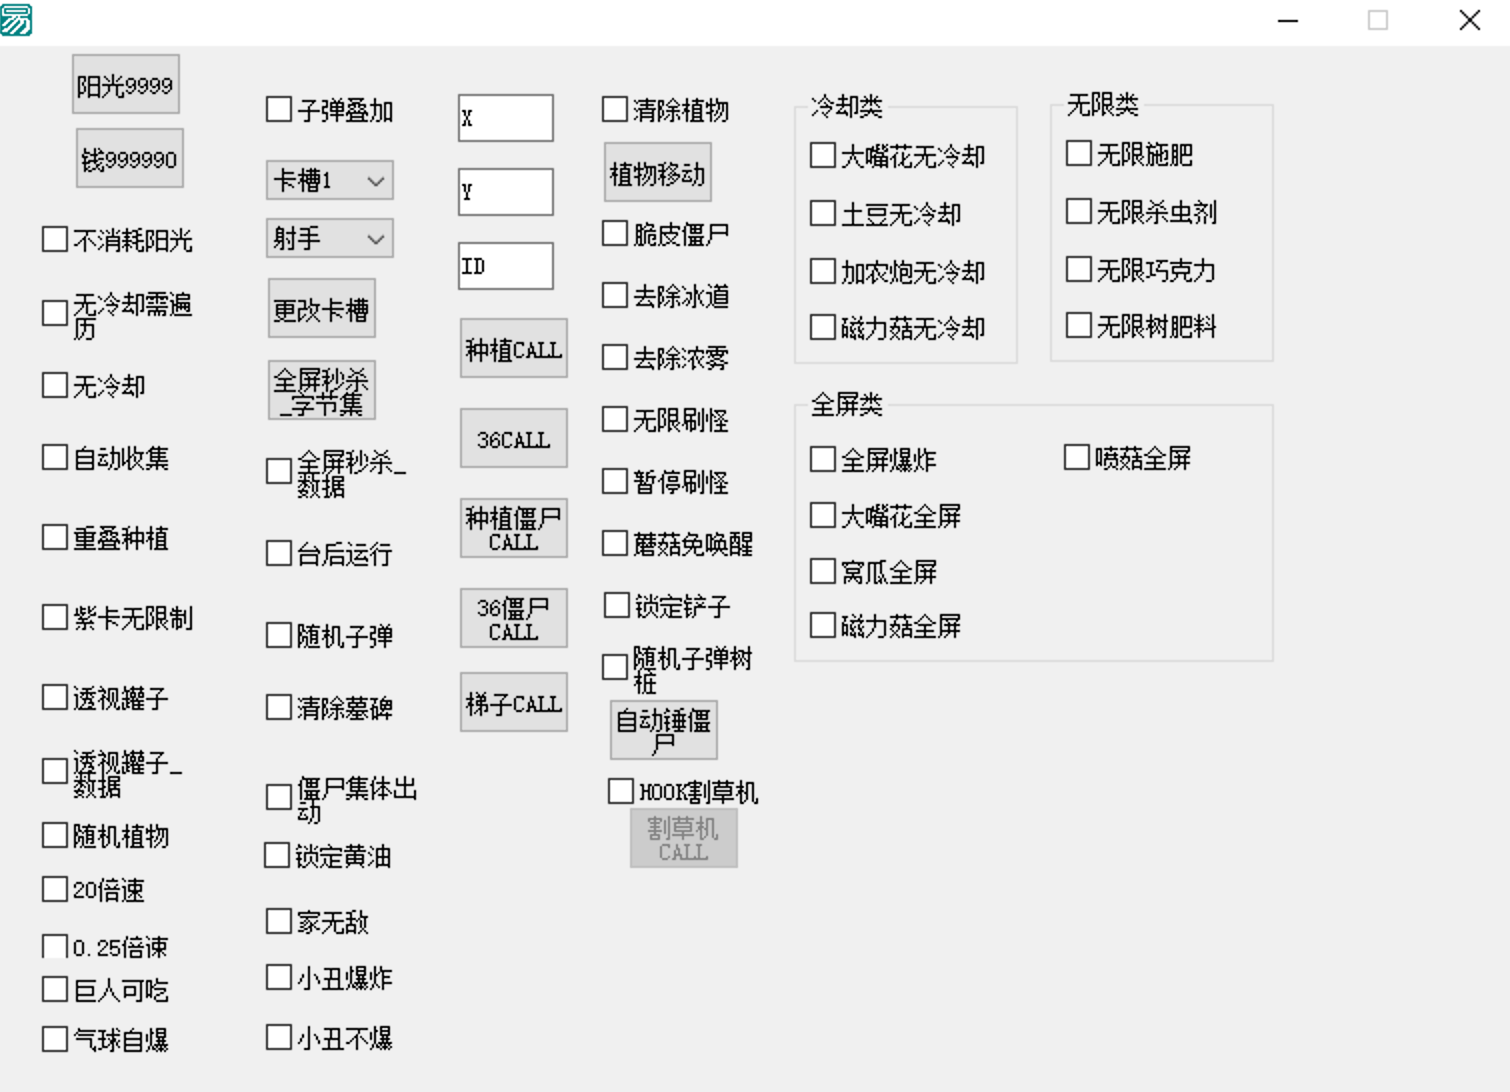 阳光9999
钱999990
不消耗阳光
无冷却需遍
历
无冷却
自动收集
重叠种植
紫卡无限制
透视罐子
透视罐子_
数据
随机植物
20倍速
0.25倍速
巨人可吃
气球自爆
子弹叠加
卡槽1
射手
更改卡槽
全屏秒杀
_字节集
全屏秒杀_
数据
台后运行
随机子弹
清除墓碑
僵尸集体出
动
锁定黄油
家无敌
小丑爆炸
小丑不爆
X
Y
ID
种植CALL
36CALL
种植僵尸
CALL
36僵尸
CALL
梯子CALL
清除植物
植物移动
脆皮僵尸
去除冰道
去除浓雾
无限刷怪
暂停刷怪
蘑菇免唤醒
锁定铲子
随机子弹树
桩
自动锤僵
尸
HOOK割草机
割草机
CALL
冷却类
大嘴花无冷却
土豆无冷却
加农炮无冷却
磁力菇无冷却
无限类
无限施肥
无限杀虫剂
无限巧克力
无限树肥料
全屏类
全屏爆炸
大嘴花全屏
窝瓜全屏
磁力菇全屏
喷菇全屏